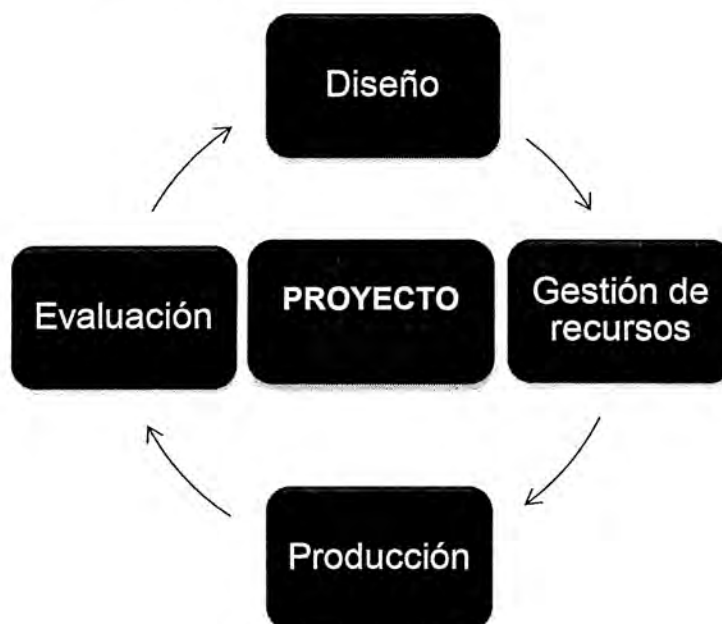 Diseño
Evaluación
PROYECTO
Gestión de
recursos
Producción